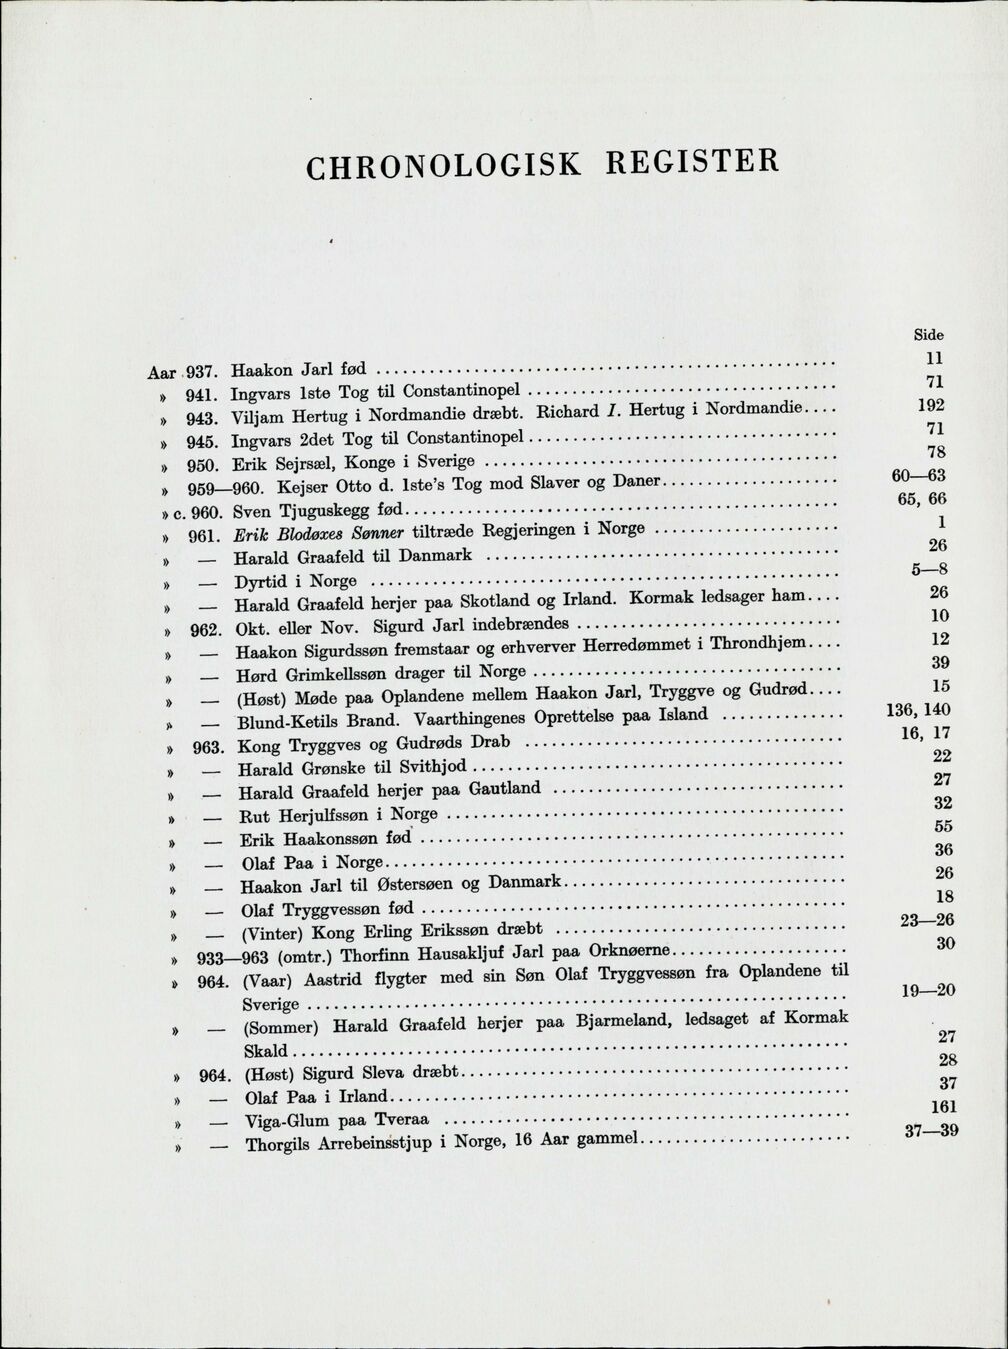 CHRONOLOGISK REGISTER
Side
Aar 937. Haakon Jarl fød ........ 11
» 941. Ingvars 1ste Tog til Constantinopel ........ 71
» 943. Viljam Hertug i Nordmandie dræbt. Richard I. Hertug i Nordmandie.... 192
» 945. Ingvars 2det Tog til Constantinopel ........ 71
» 950. Erik Sejrsæl, Konge i Sverige ........ 78
» 959—960. Kejser Otto d. 1ste's Tog mod Slaver og Daner ........ 60—63
» c. 960. Sven Tjuguskegg fød ........ 65, 66
» 961. Erik Blodøxes Sønner tiltræde Regjeringen i Norge ........ 1
» — Harald Graafeld til Danmark ........ 26
» — Dyrtid i Norge ........ 5—8
» — Harald Graafeld herjer paa Skotland og Irland. Kormak ledsager ham.... 26
» 962. Okt. eller Nov. Sigurd Jarl indebrændes ........ 10
» — Haakon Sigurdssøn fremstaar og erhverver Herredømmet i Throndhjem.... 12
» — Hørd Grimkellssøn drager til Norge ........ 39
» — (Høst) Møde paa Oplandene mellem Haakon Jarl, Tryggve og Gudrød.... 15
» — Blund-Ketils Brand. Vaarthingenes Oprettelse paa Island ........ 136, 140
» 963. Kong Tryggves og Gudrøds Drab ........ 16, 17
» — Harald Grønske til Svithjod ........ 22
» — Harald Graafeld herjer paa Gautland ........ 27
» — Rut Herjulfssøn i Norge ........ 32
» — Erik Haakonssøn fød ........ 55
» — Olaf Paa i Norge ........ 36
» — Haakon Jarl til Østersøen og Danmark ........ 26
» — Olaf Tryggvessøn fød ........ 18
» — (Vinter) Kong Erling Erikssøn dræbt ........ 23—26
» 933—963 (omtr.) Thorfinn Hausakljuf Jarl paa Orknøerne ........ 30
» 964. (Vaar) Aastrid flygter med sin Søn Olaf Tryggvessøn fra Oplandene til
Sverige ........ 19—20
» — (Sommer) Harald Graafeld herjer paa Bjarmeland, ledsaget af Kormak
Skald ........ 27
» 964. (Høst) Sigurd Sleva dræbt ........ 28
» — Olaf Paa i Irland ........ 37
» — Viga-Glum paa Tveraa ........ 161
» — Thorgils Arrebeinsstjup i Norge, 16 Aar gammel ........ 37—39